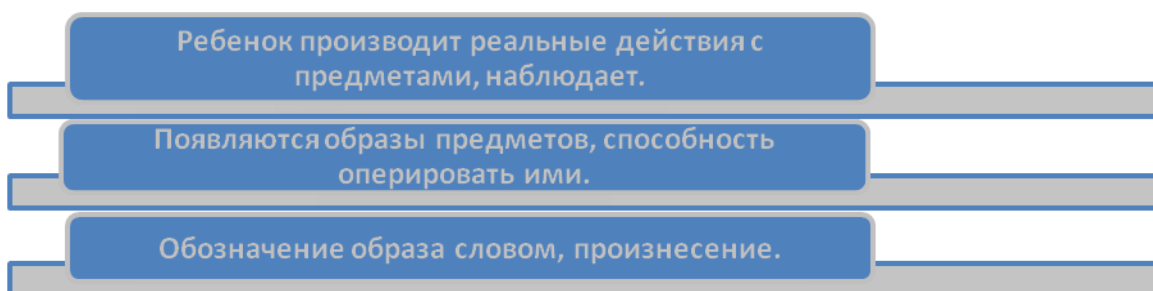 Ребенок производит реальные действия с
предметами, наблюдает.
Появляются образы предметов, способность
оперировать ими.
Обозначение образа словом, произнесение.